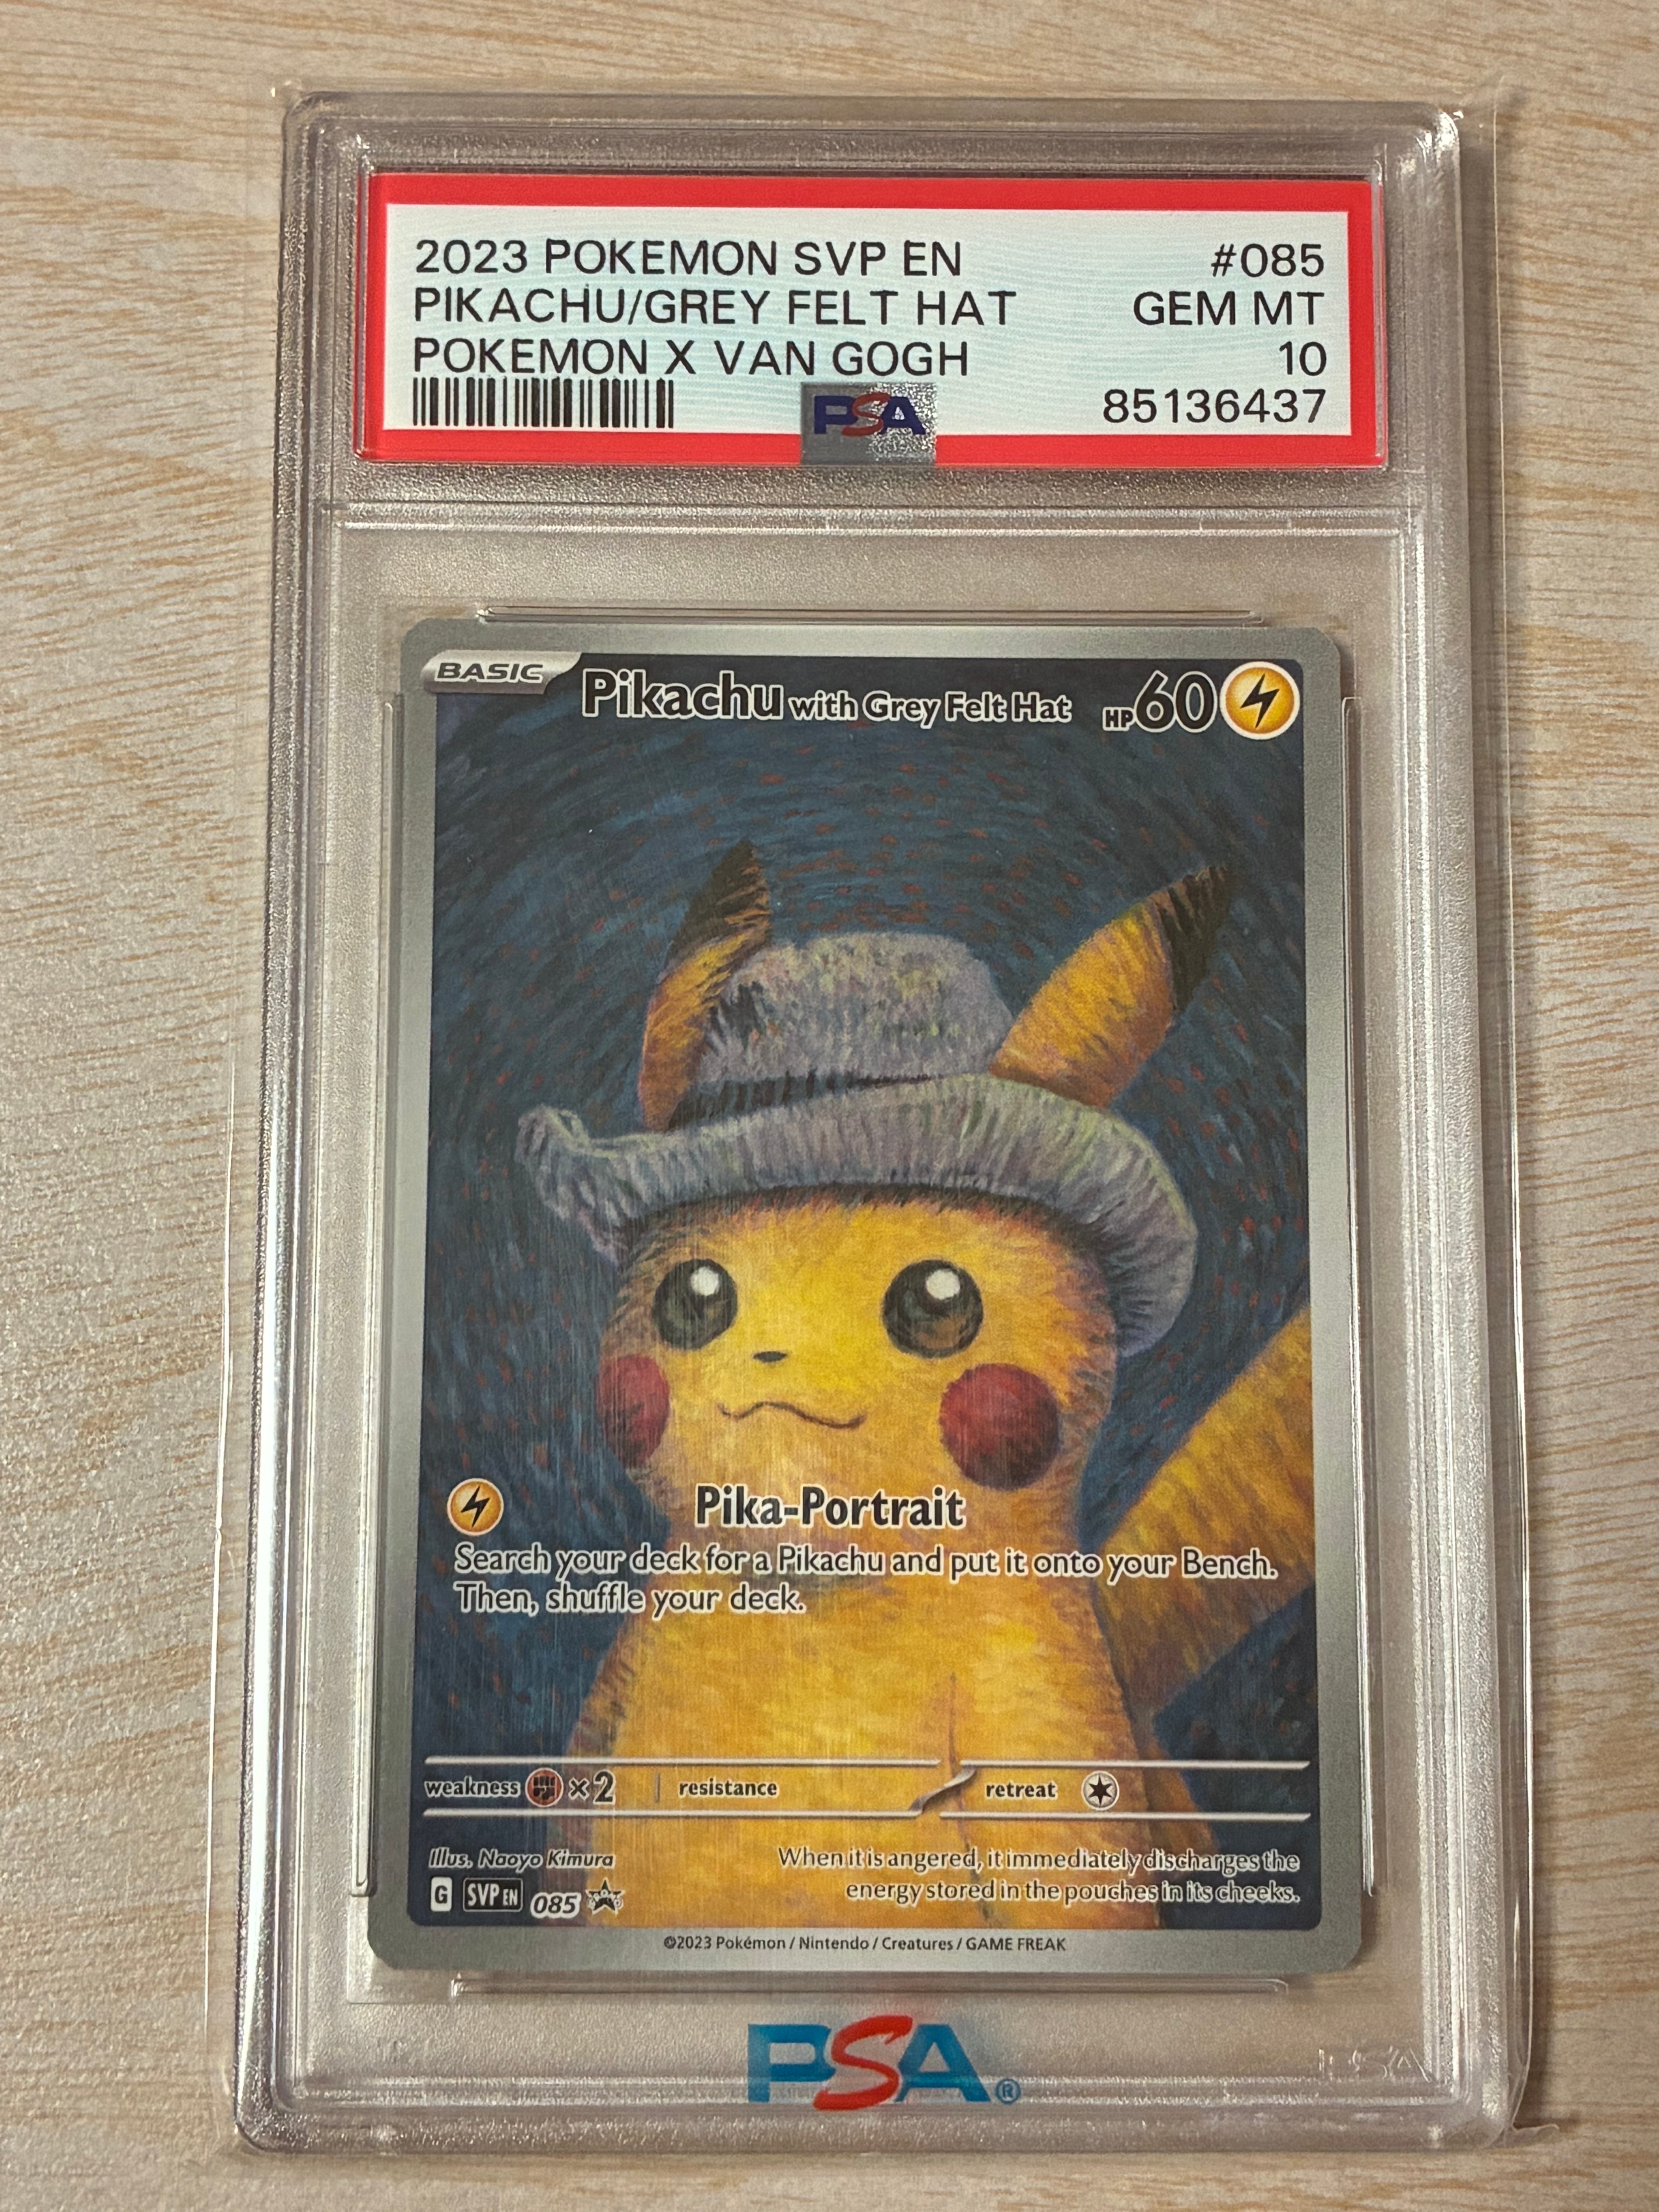 2023 POKEMON SVP EN #085
PIKACHU/GREY FELT HAT GEM MT
POKEMON X VAN GOGH 10
85136437
PSA
BASIC Pikachu with Grey Felt Hat HP 60
Pika-Portrait
Search your deck for a Pikachu and put it onto your Bench.
Then, shuffle your deck.
weakness ×2 resistance retreat
Illus. Naoyo Kimura
When it is angered, it immediately discharges the
energy stored in the pouches in its cheeks.
G SVP EN 085
©2023 Pokémon / Nintendo / Creatures / GAME FREAK
PSA®
PSA